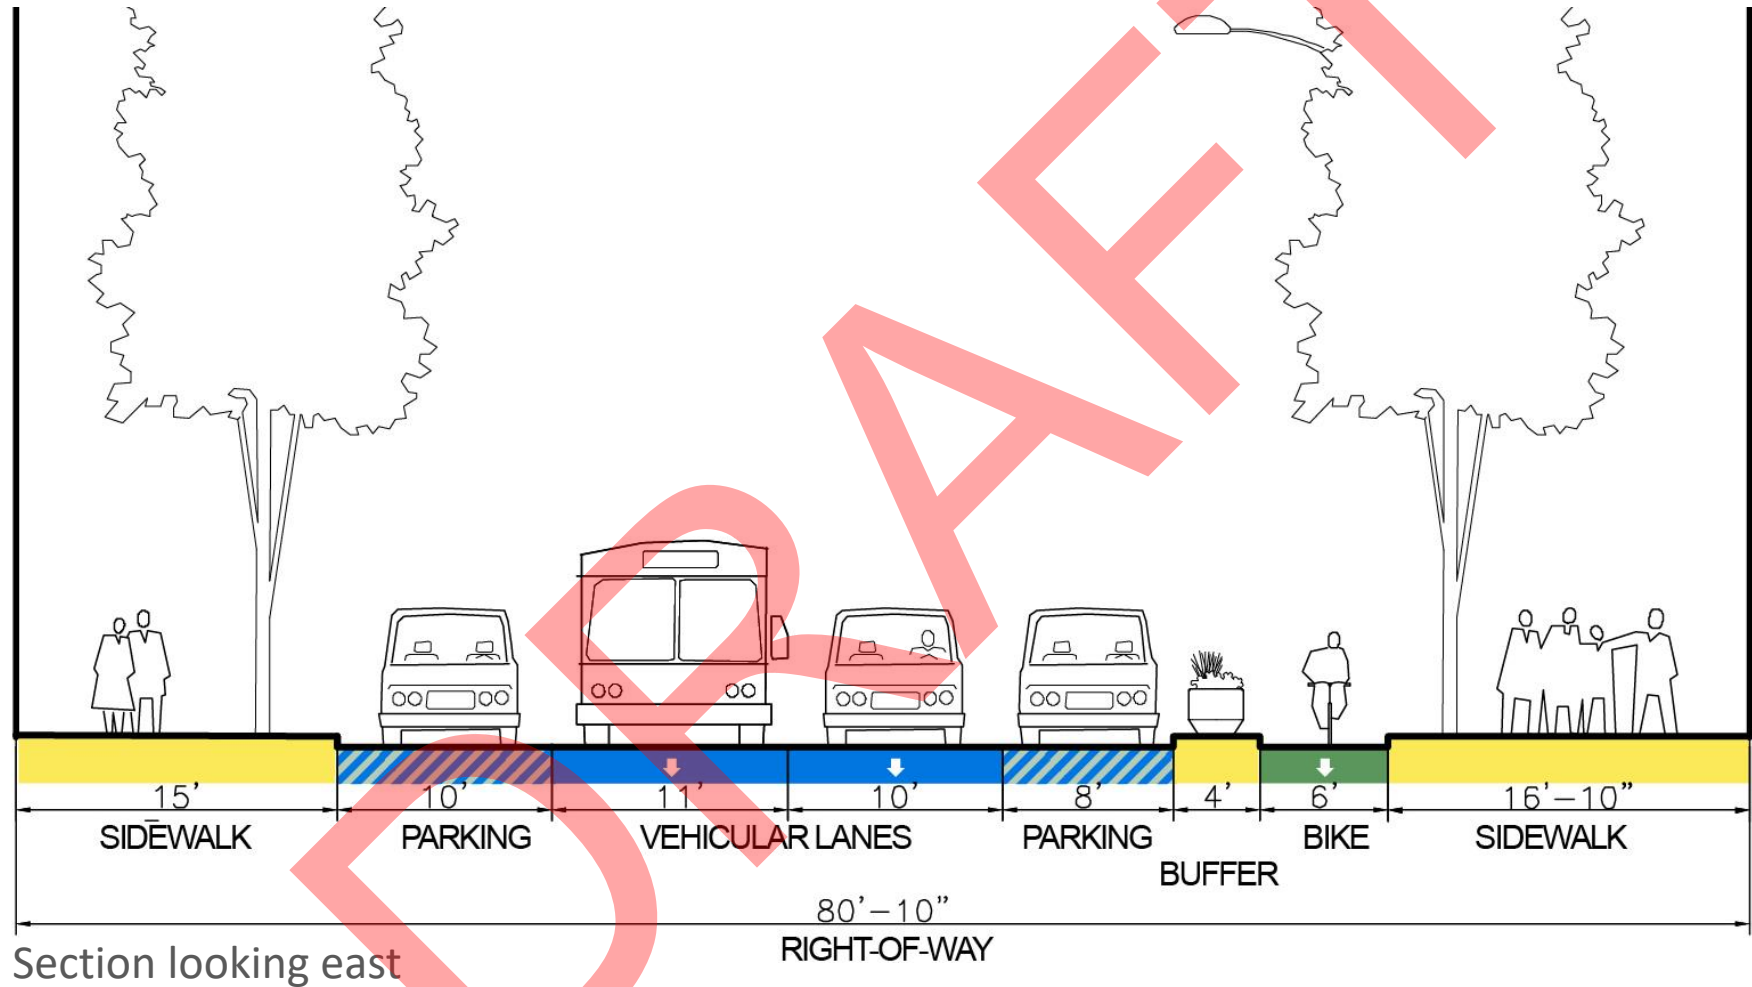 DRAFT
15' 10' 11' 10' 8' 4' 6' 16'-10"
SIDEWALK PARKING VEHICULAR LANES PARKING BIKE SIDEWALK
BUFFER
80'-10"
RIGHT-OF-WAY
Section looking east